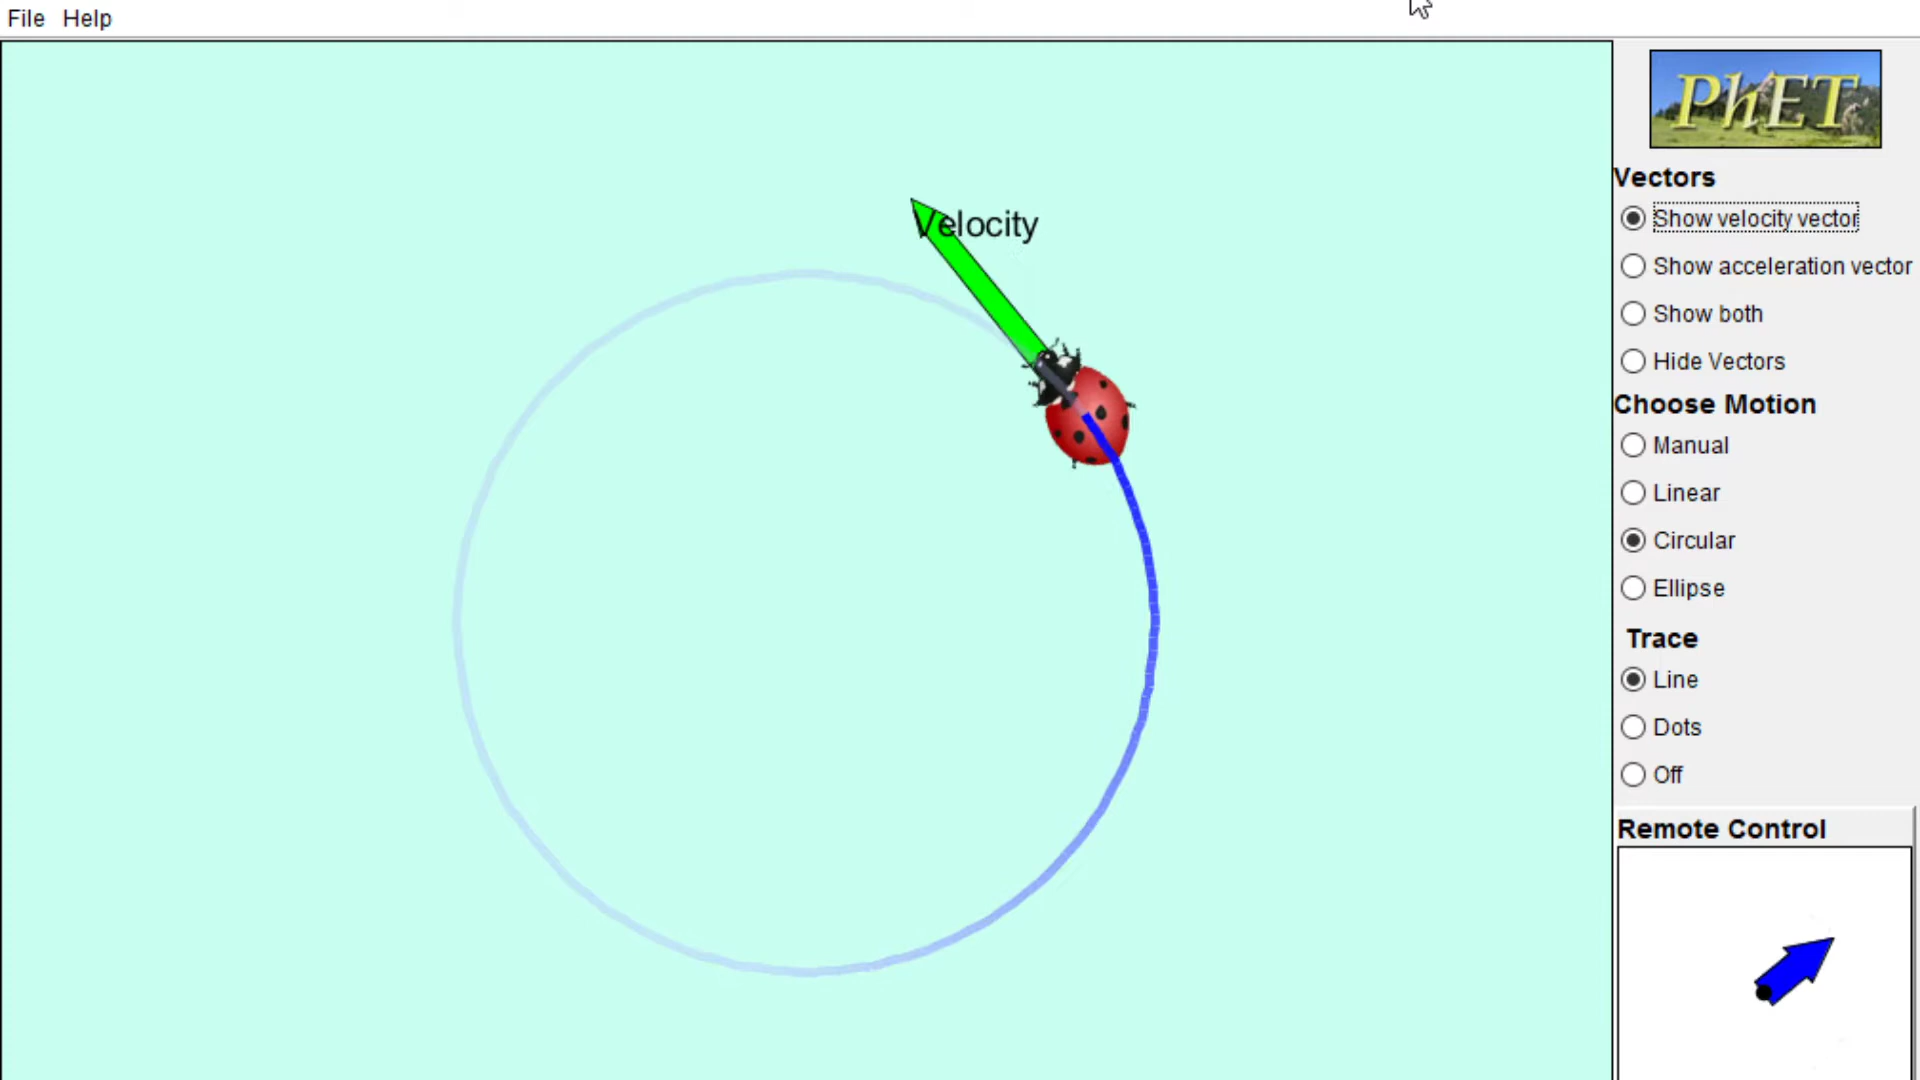 File Help
PhET
Vectors
Show velocity vector
Show acceleration vector
Show both
Hide Vectors
Choose Motion
Manual
Linear
Circular
Ellipse
Trace
Line
Dots
Off
Remote Control
Velocity